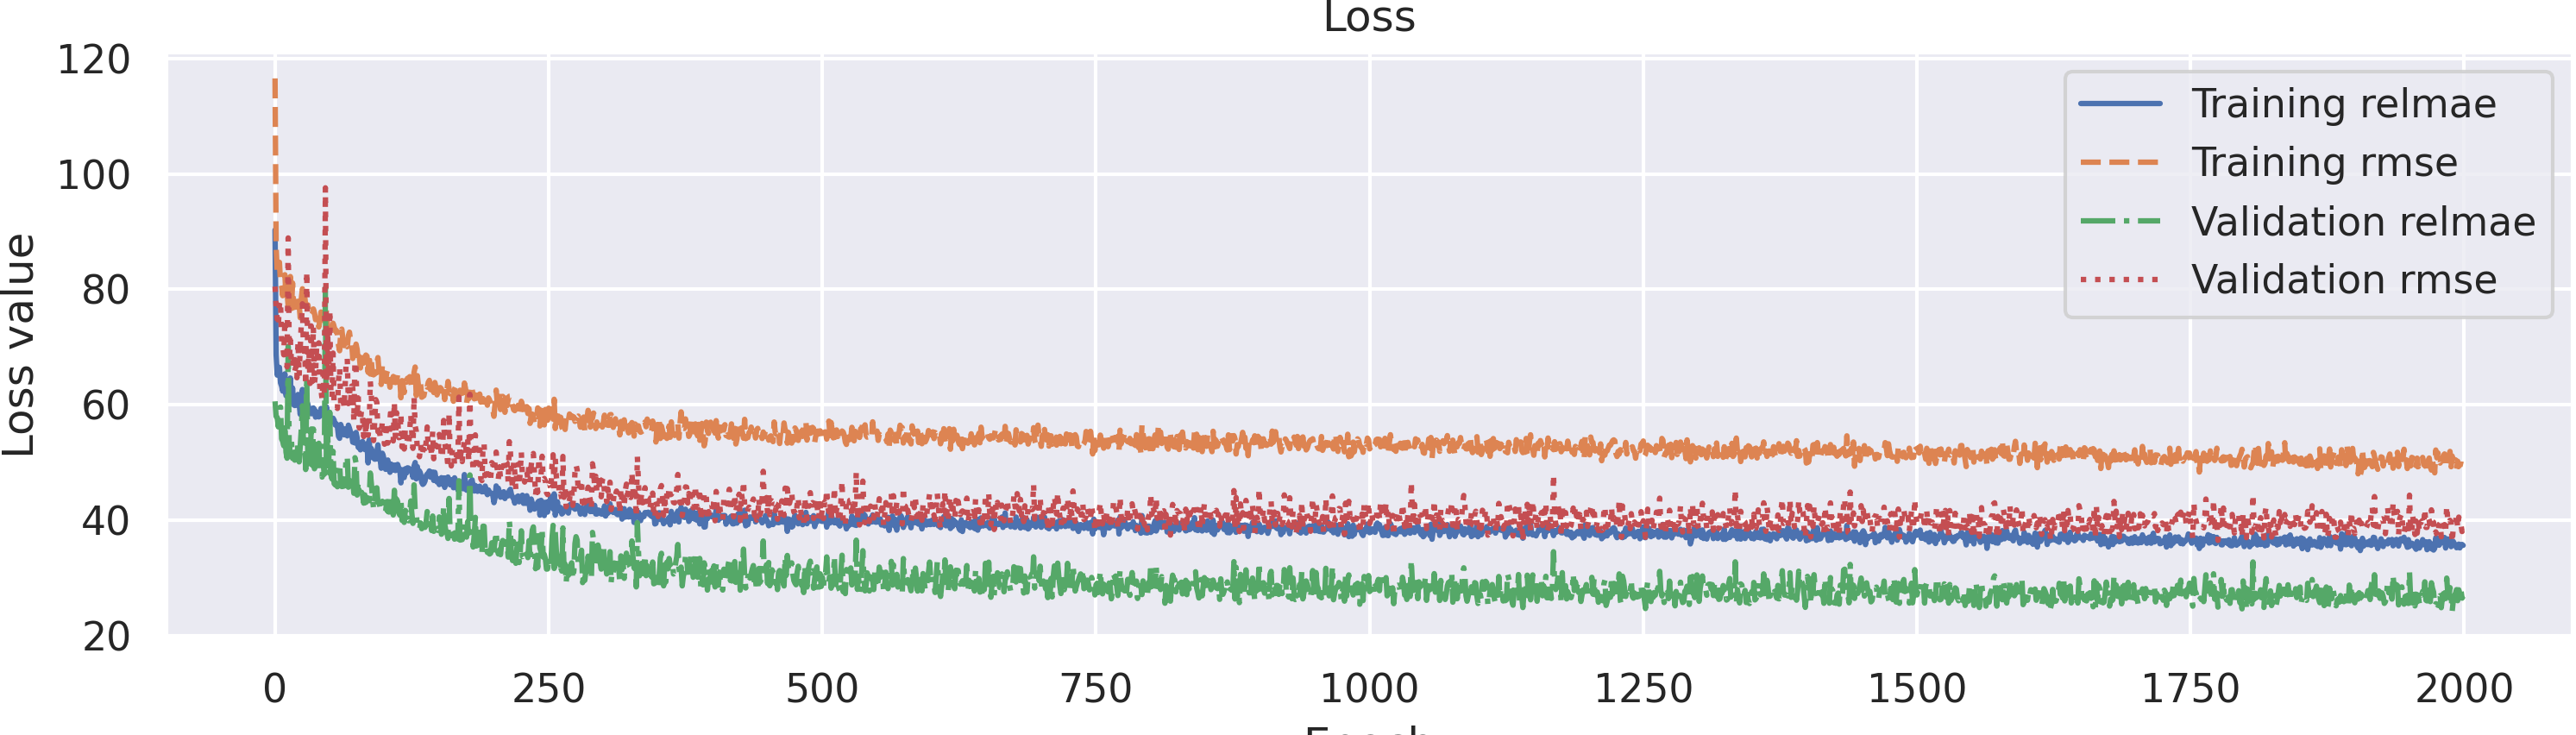 Loss
120
100
80
60
40
20
Loss value
Training relmae
Training rmse
Validation relmae
Validation rmse
0 250 500 750 1000 1250 1500 1750 2000
Epoch